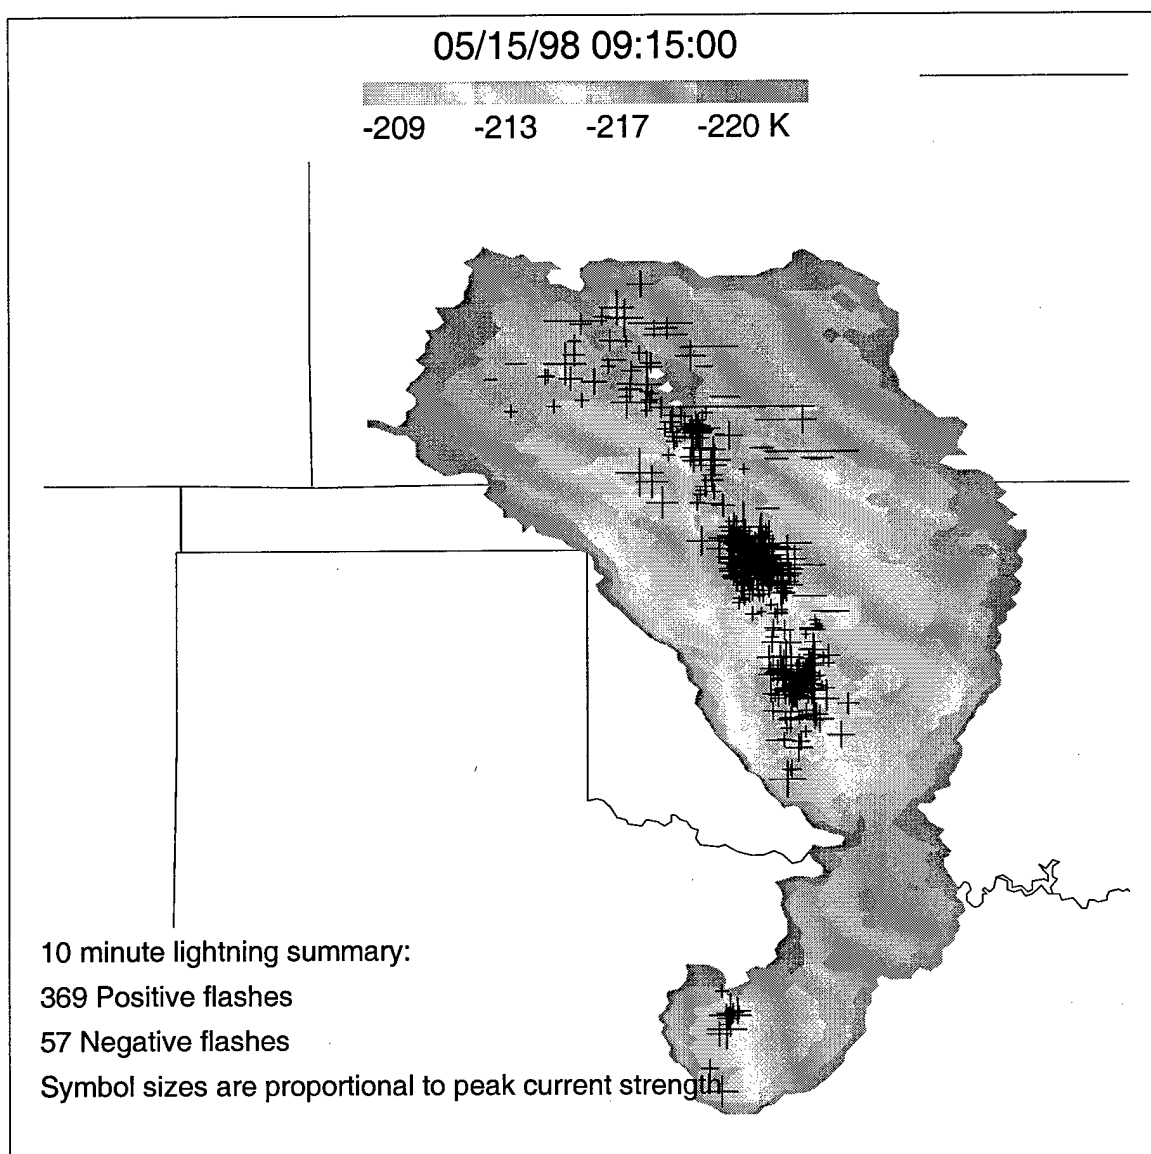 05/15/98 09:15:00
-209 -213 -217 -220 K
10 minute lightning summary:
369 Positive flashes
57 Negative flashes
Symbol sizes are proportional to peak current strength